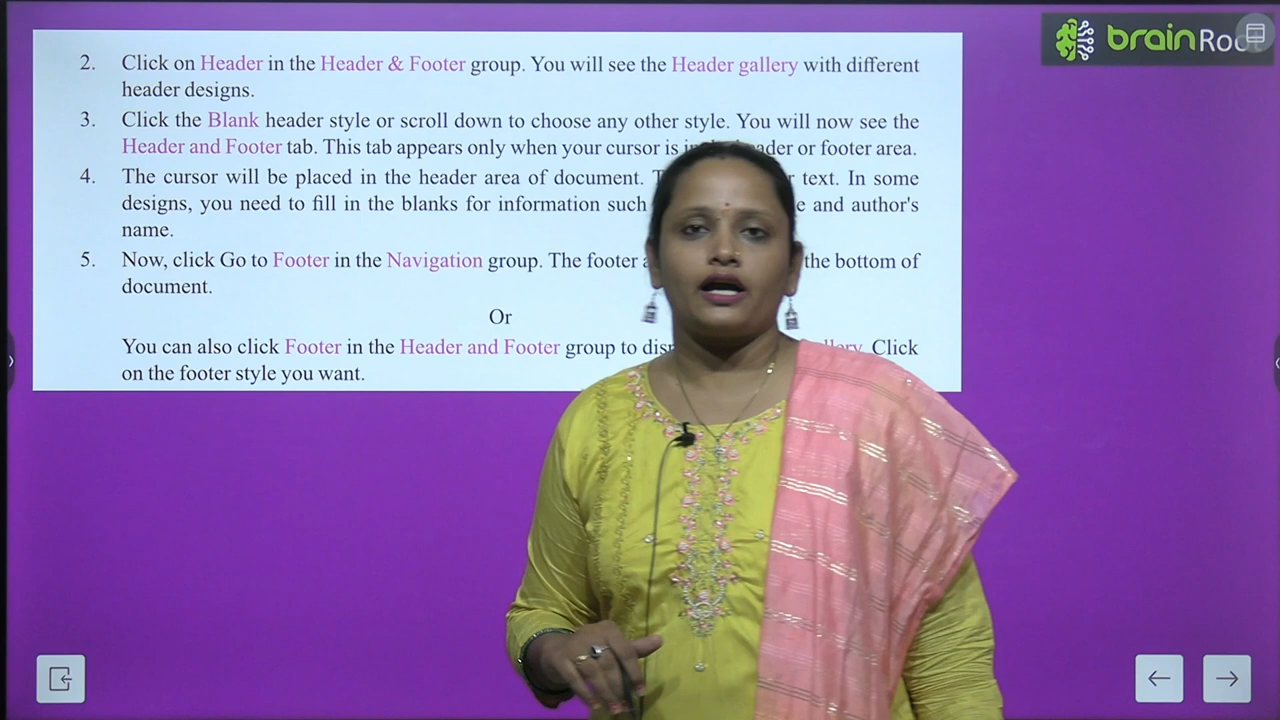 brainRoot
2. Click on Header in the Header & Footer group. You will see the Header gallery with different
header designs.
3. Click the Blank header style or scroll down to choose any other style. You will now see the
Header and Footer tab. This tab appears only when your cursor is in header or footer area.
4. The cursor will be placed in the header area of document. text. In some
designs, you need to fill in the blanks for information such and author's
name.
5. Now, click Go to Footer in the Navigation group. The footer the bottom of
document.
Or
You can also click Footer in the Header and Footer group to Click
on the footer style you want.